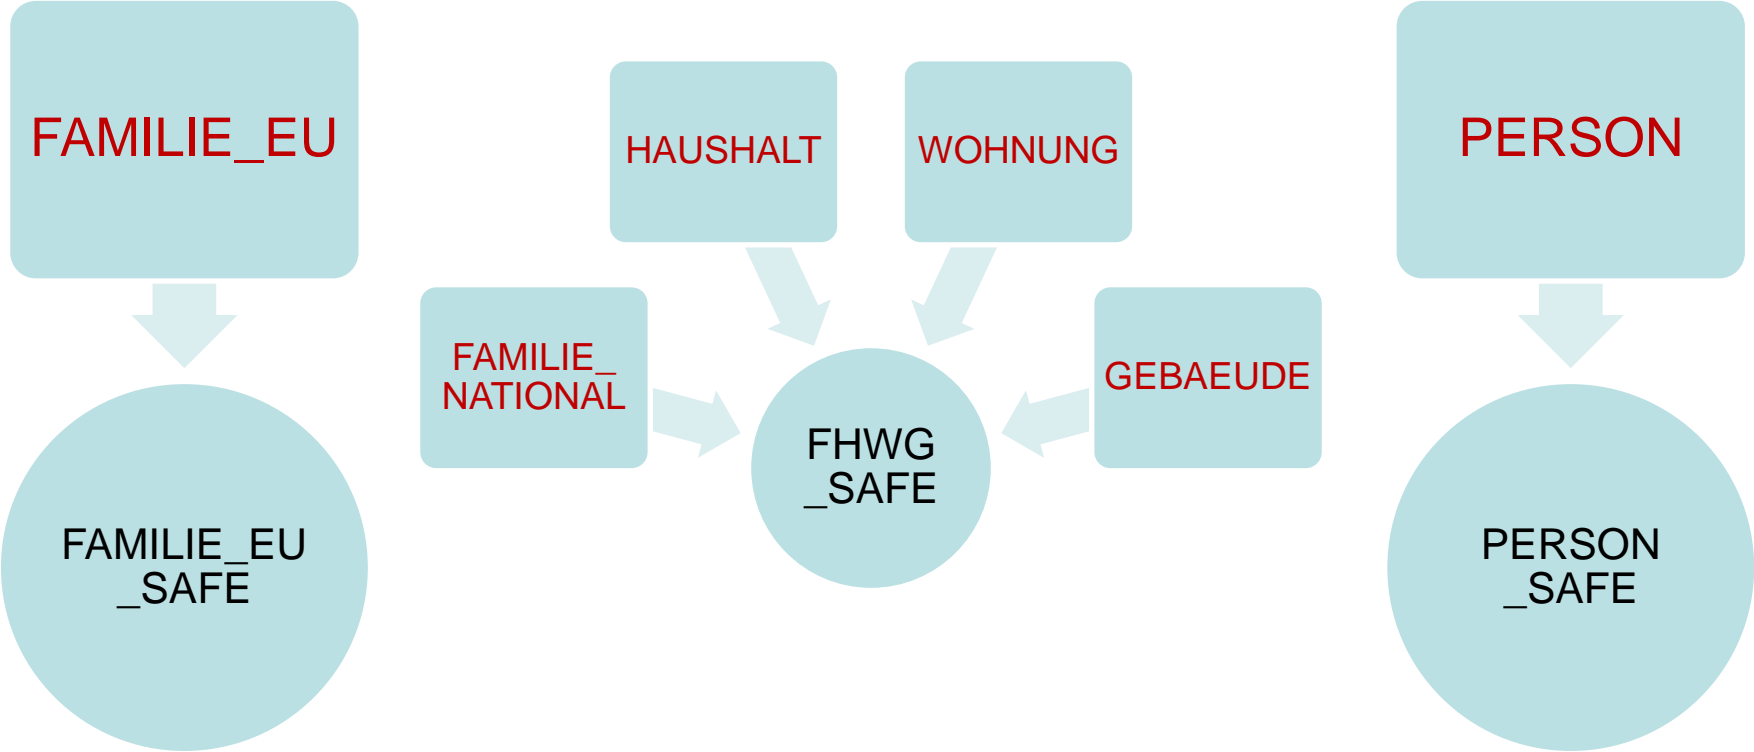 FAMILIE_EU
FAMILIE_EU
_SAFE
HAUSHALT
WOHNUNG
FAMILIE_
NATIONAL
GEBAEUDE
FHWG
_SAFE
PERSON
PERSON
_SAFE